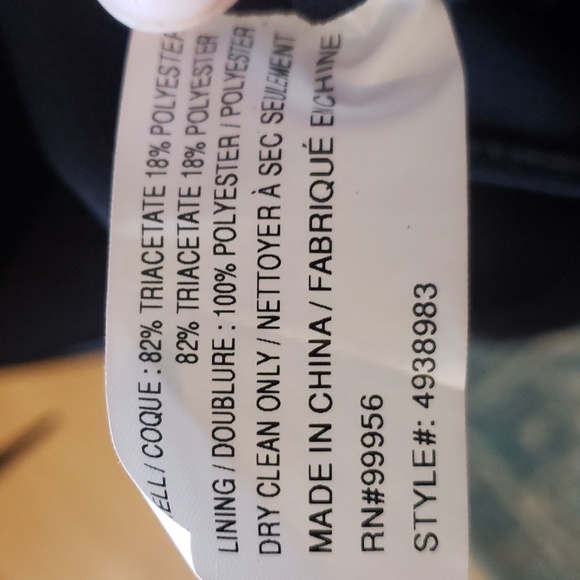 ELL / COQUE : 82% TRIACETATE 18% POLYESTER
82% TRIACETATE 18% POLYESTER
LINING / DOUBLURE : 100% POLYESTER / POLYESTER
DRY CLEAN ONLY / NETTOYER À SEC SEULEMENT
MADE IN CHINA / FABRIQUÉ EN CHINE
RN#99956
STYLE#: 4938983